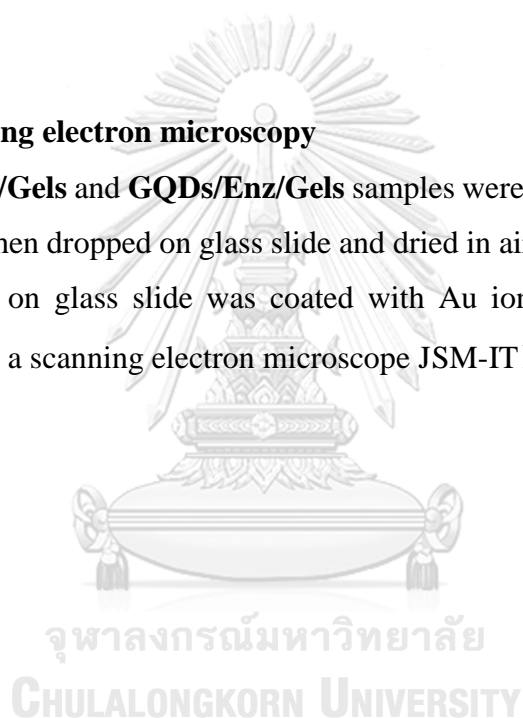 ng electron microscopy
/Gels and GQDs/Enz/Gels samples were
hen dropped on glass slide and dried in ai
on glass slide was coated with Au ion
a scanning electron microscope JSM-IT
จุฬาลงกรณ์มหาวิทยาลัย
CHULALONGKORN UNIVERSITY